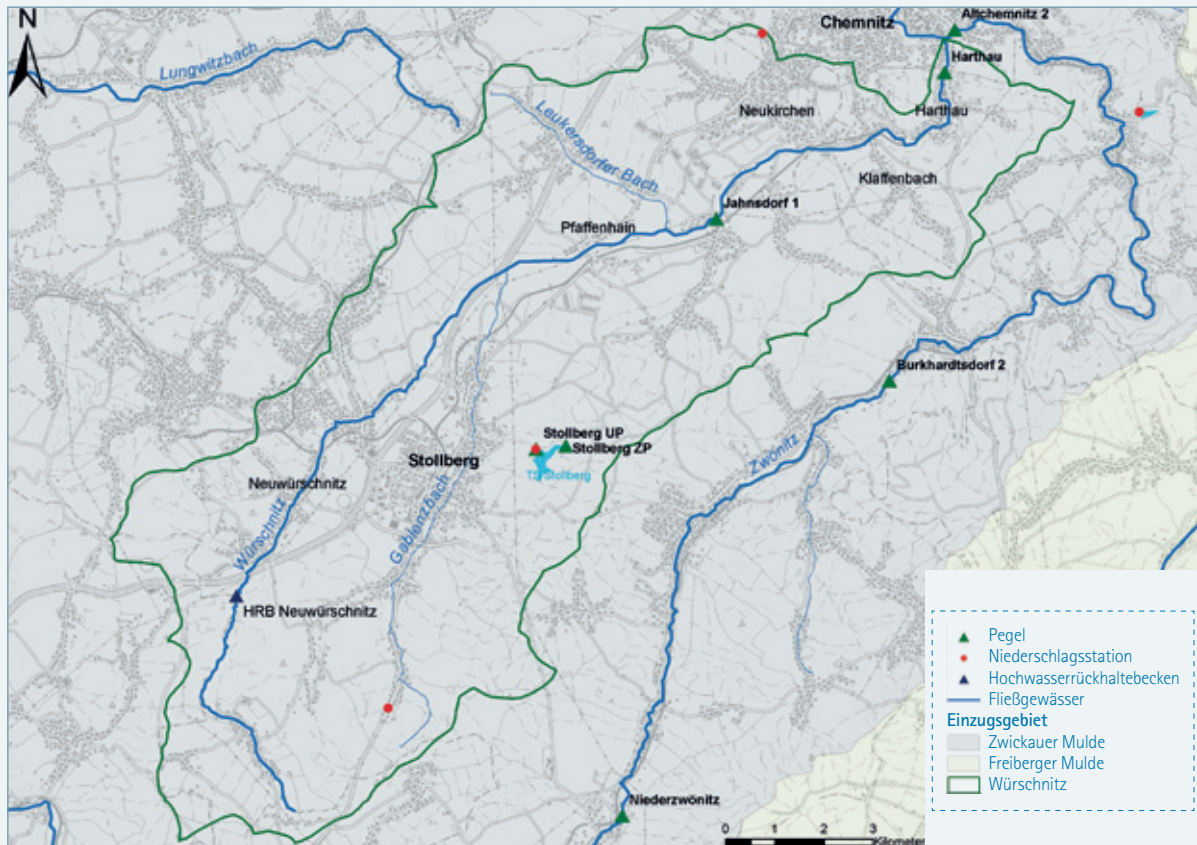 N
Chemnitz
Altchemnitz 2
Lungwitzbach
Harthau
Neukirchen
Harthau
Leukersdorfer Bach
Klaffenbach
Jahnsdorf 1
Pfaffenhain
Burkhardtsdorf 2
Stollberg UP
Stollberg ZP
Stollberg
TS Stollberg
Zwönitz
Neuwürschnitz
Gablenzbach
Würschnitz
HRB Neuwürschnitz
Niederzwönitz
0 1 2 3
Kilometer
Pegel
Niederschlagsstation
Hochwasserrückhaltebecken
Fließgewässer
Einzugsgebiet
Zwickauer Mulde
Freiberger Mulde
Würschnitz